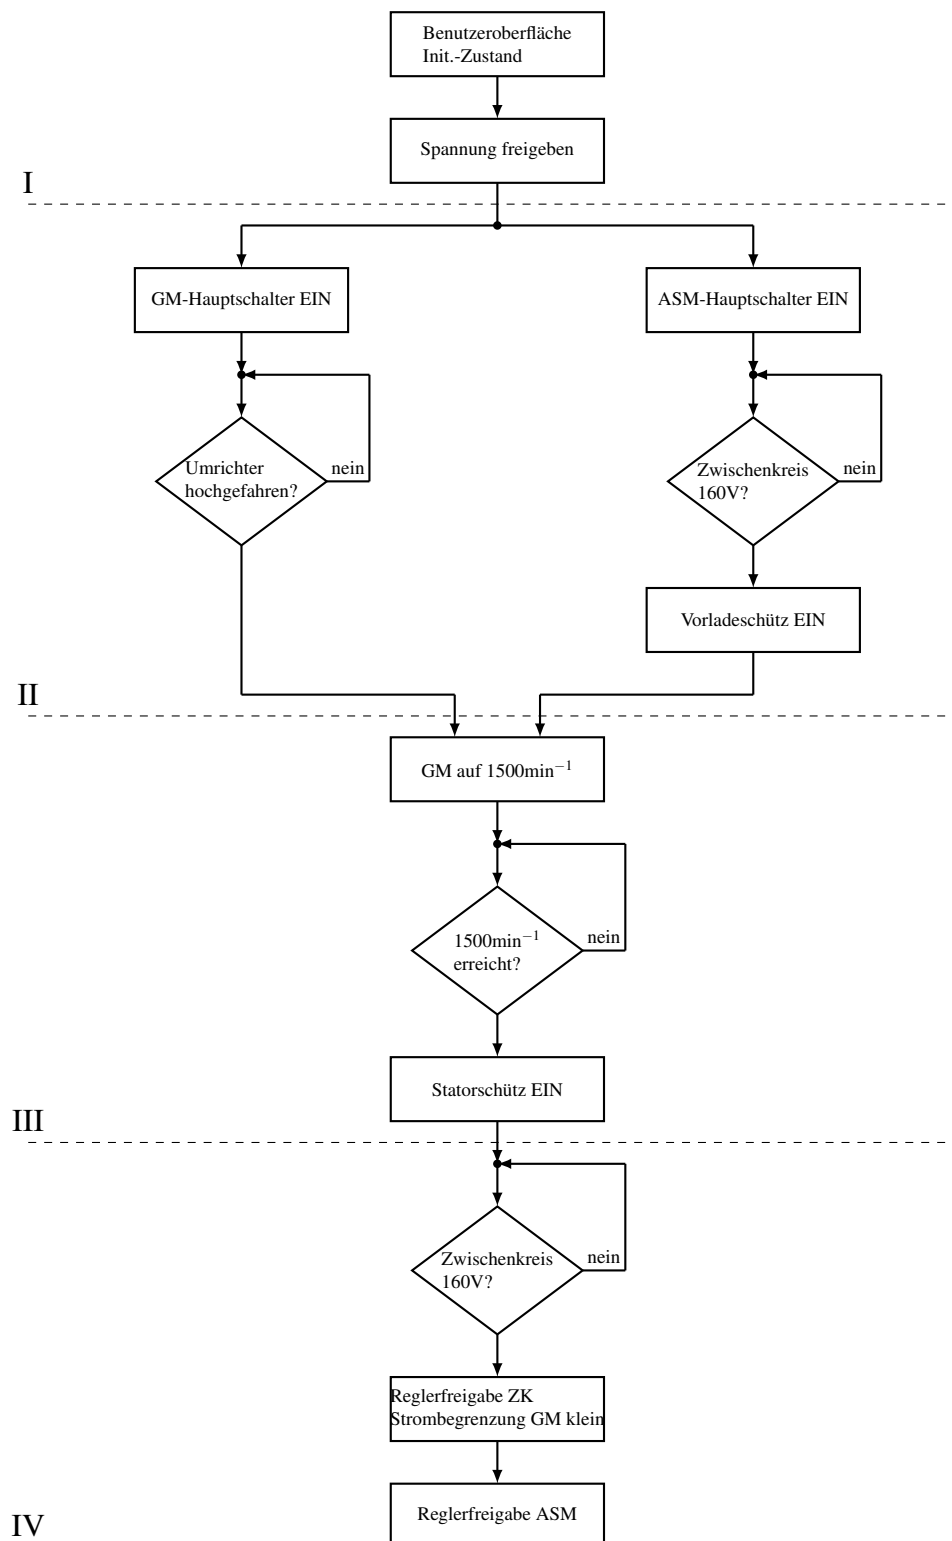 Benutzeroberfläche
Init.-Zustand
Spannung freigeben
I
GM-Hauptschalter EIN
ASM-Hauptschalter EIN
Umrichter
hochgefahren?
nein
Zwischenkreis
160V?
nein
Vorladeschütz EIN
II
GM auf 1500min⁻¹
1500min⁻¹
erreicht?
nein
Statorschütz EIN
III
Zwischenkreis
160V?
nein
Reglerfreigabe ZK
Strombegrenzung GM klein
Reglerfreigabe ASM
IV